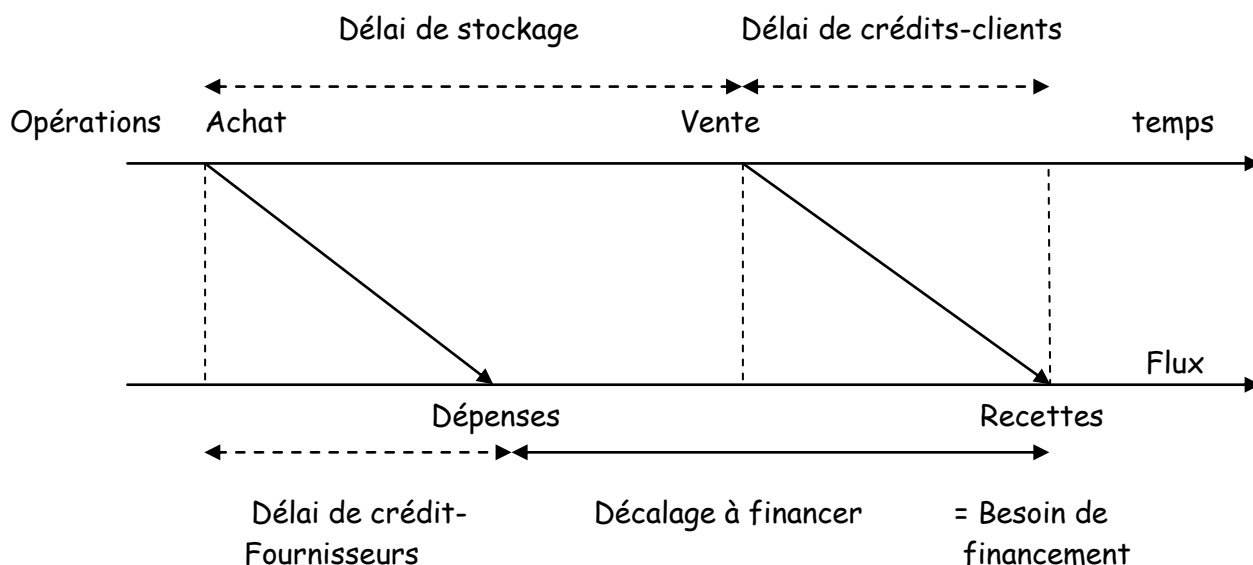 Délai de stockage Délai de crédits-clients
Opérations Achat Vente temps
Flux
Dépenses Recettes
Délai de crédit- Décalage à financer = Besoin de
Fournisseurs financement